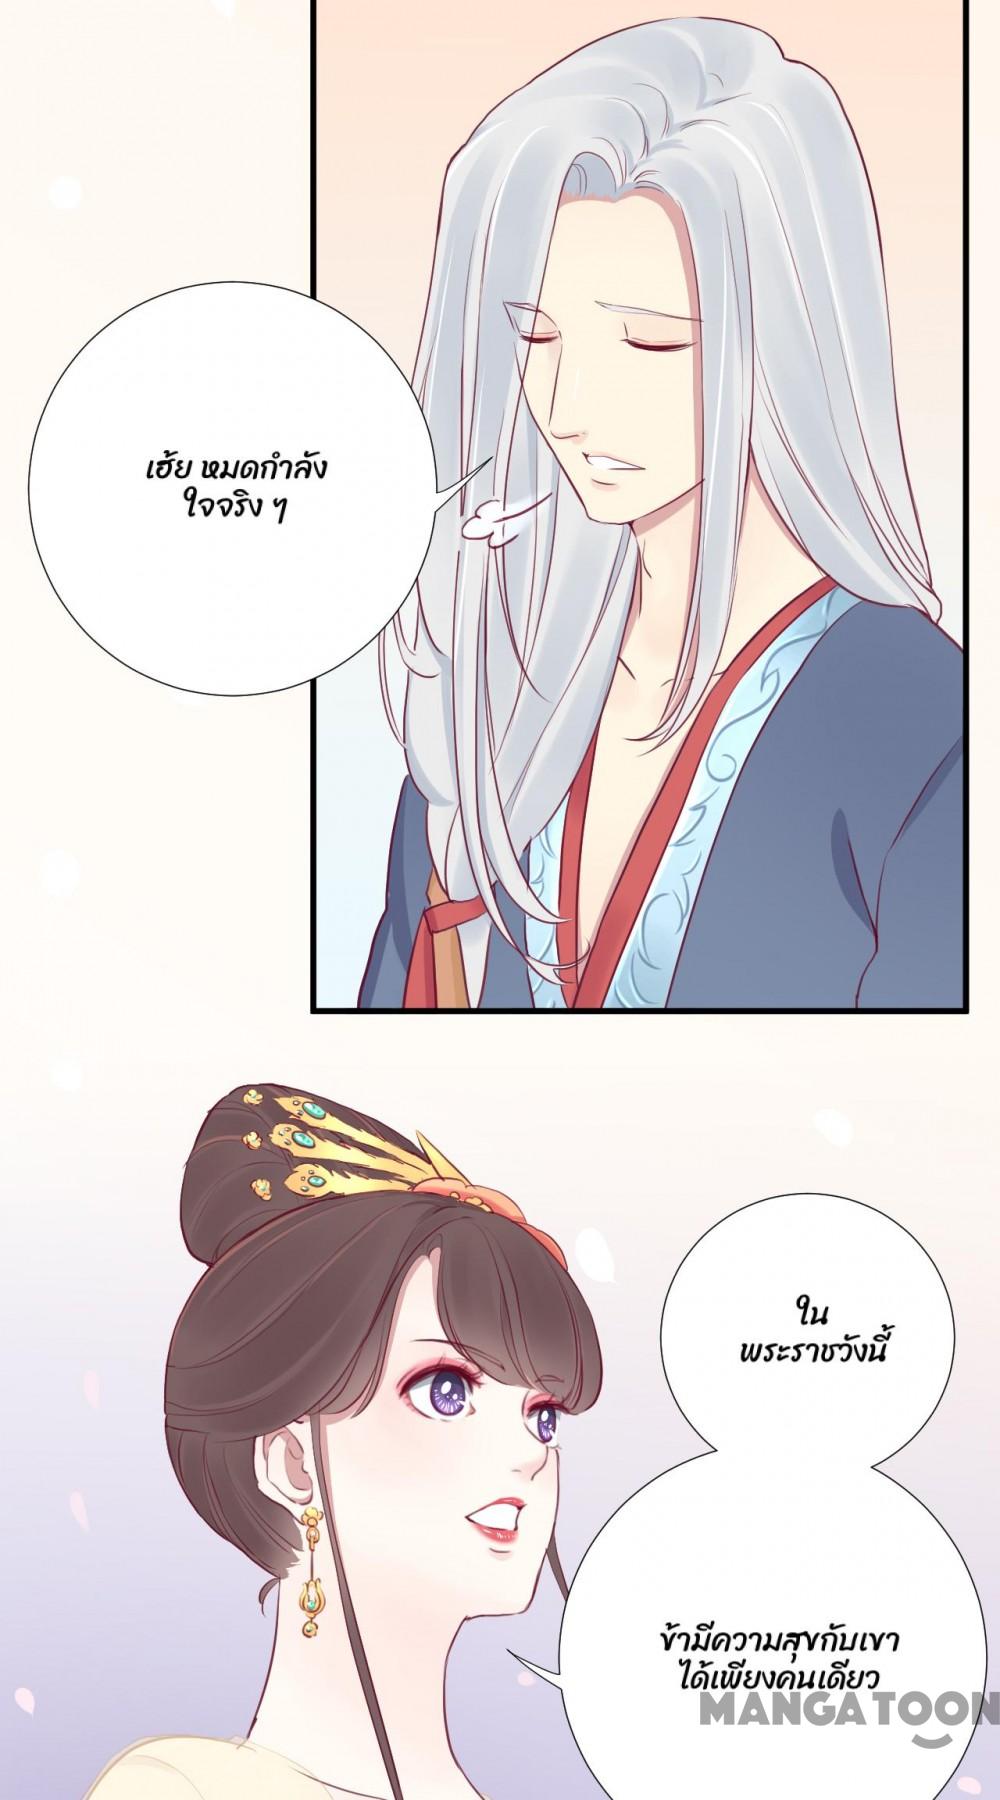 เฮ้ย หมดกำลัง
ใจจริง ๆ
ใน
พระราชวังนี้
ข้ามีความสุขกับเขา
ได้เพียงคนเดียว
MANGATOON